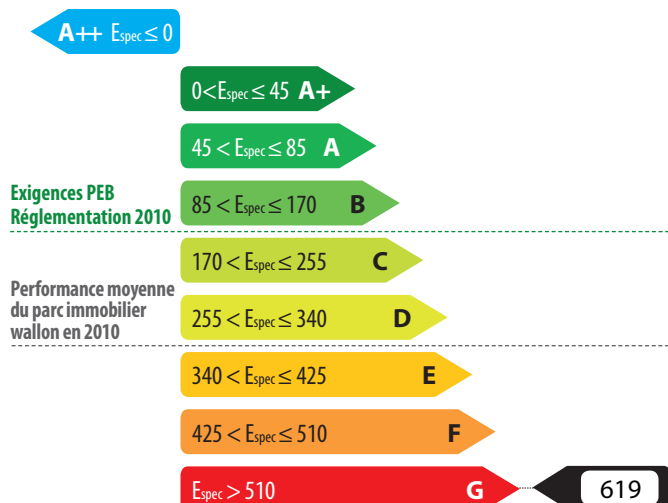 A++ Espec ≤ 0
0<Espec ≤ 45 A+
45 < Espec ≤ 85 A
Exigences PEB
Réglementation 2010
85 < Espec ≤ 170 B
170 < Espec ≤ 255 C
Performance moyenne
du parc immobilier
wallon en 2010
255 < Espec ≤ 340 D
340 < Espec ≤ 425 E
425 < Espec ≤ 510 F
Espec > 510 G 619